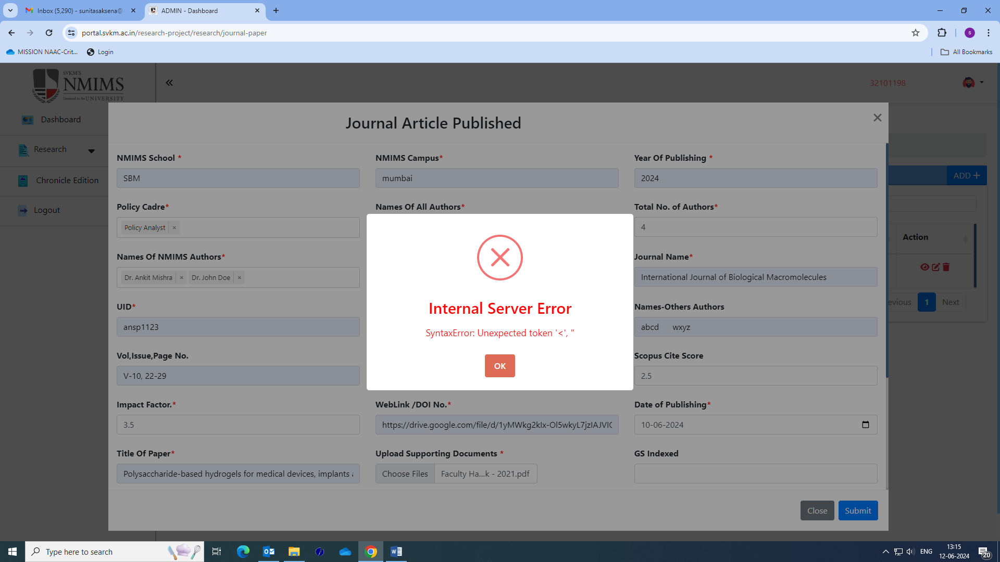 Inbox (5,290) - sunitasaksena@
ADMIN - Dashboard
portal.svkm.ac.in/research-project/research/journal-paper
S
MISSION NAAC-Crit...
Login
All Bookmarks
SVKM'S
NMIMS
Deemed to be UNIVERSITY
32101198
Dashboard
Research
Chronicle Edition
Logout
Journal Article Published
NMIMS School *
NMIMS Campus*
Year Of Publishing *
SBM
mumbai
2024
ADD
Policy Cadre*
Names Of All Authors*
Total No. of Authors*
Policy Analyst ×
4
Action
Names Of NMIMS Authors*
Journal Name*
Dr. Ankit Mishra × Dr. John Doe ×
International Journal of Biological Macromolecules
UID*
Names-Others Authors
evious 1 Next
ansp1123
abcd wxyz
Internal Server Error
SyntaxError: Unexpected token '<', "
OK
Vol,Issue,Page No.
Scopus Cite Score
V-10, 22-29
2.5
Impact Factor.*
WebLink /DOI No.*
Date of Publishing*
3.5
https://drive.google.com/file/d/1yMWkg2kIx-Ol5wkyL7jzIAJVIC
10-06-2024
Title Of Paper*
Upload Supporting Documents *
GS Indexed
Polysaccharide-based hydrogels for medical devices, implants a
Choose Files
Faculty Ha...k - 2021.pdf
Close
Submit
Type here to search
ENG
13:15
12-06-2024
20